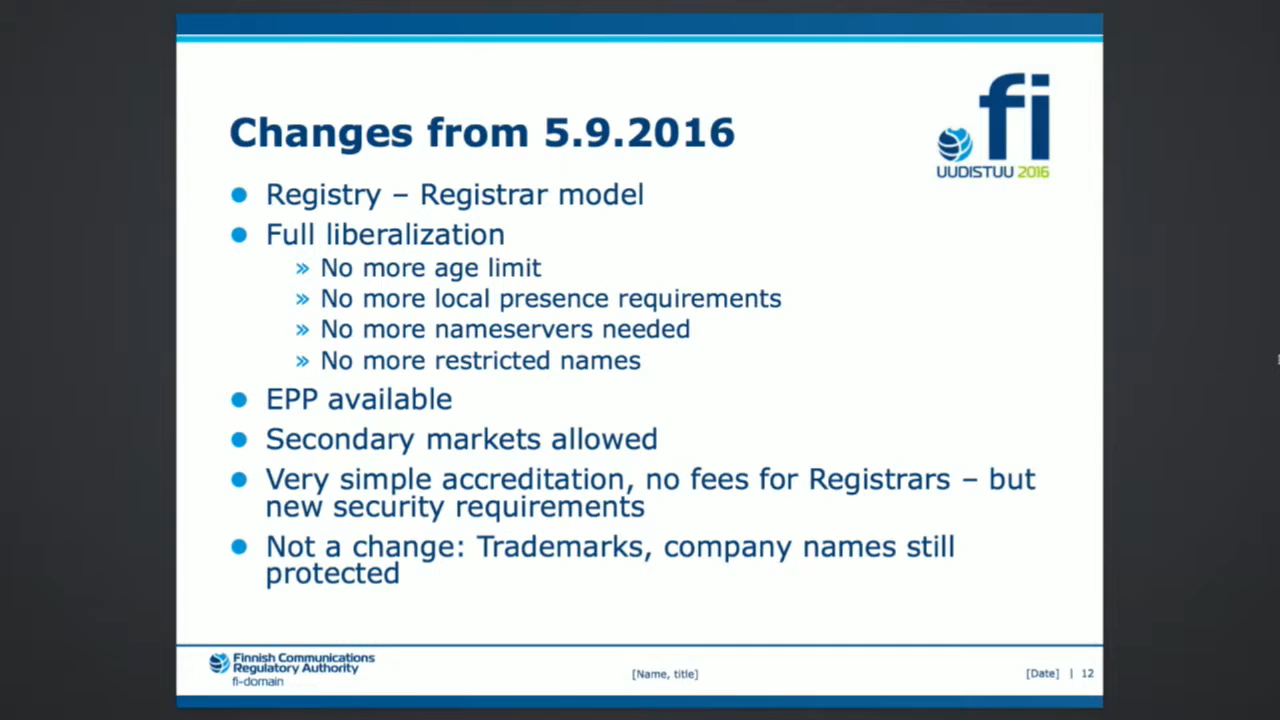 fi
UUDISTUU 2016
Changes from 5.9.2016
Registry – Registrar model
Full liberalization
» No more age limit
» No more local presence requirements
» No more nameservers needed
» No more restricted names
EPP available
Secondary markets allowed
Very simple accreditation, no fees for Registrars – but
new security requirements
Not a change: Trademarks, company names still
protected
Finnish Communications
Regulatory Authority
fi-domain
[Name, title]
[Date] | 12